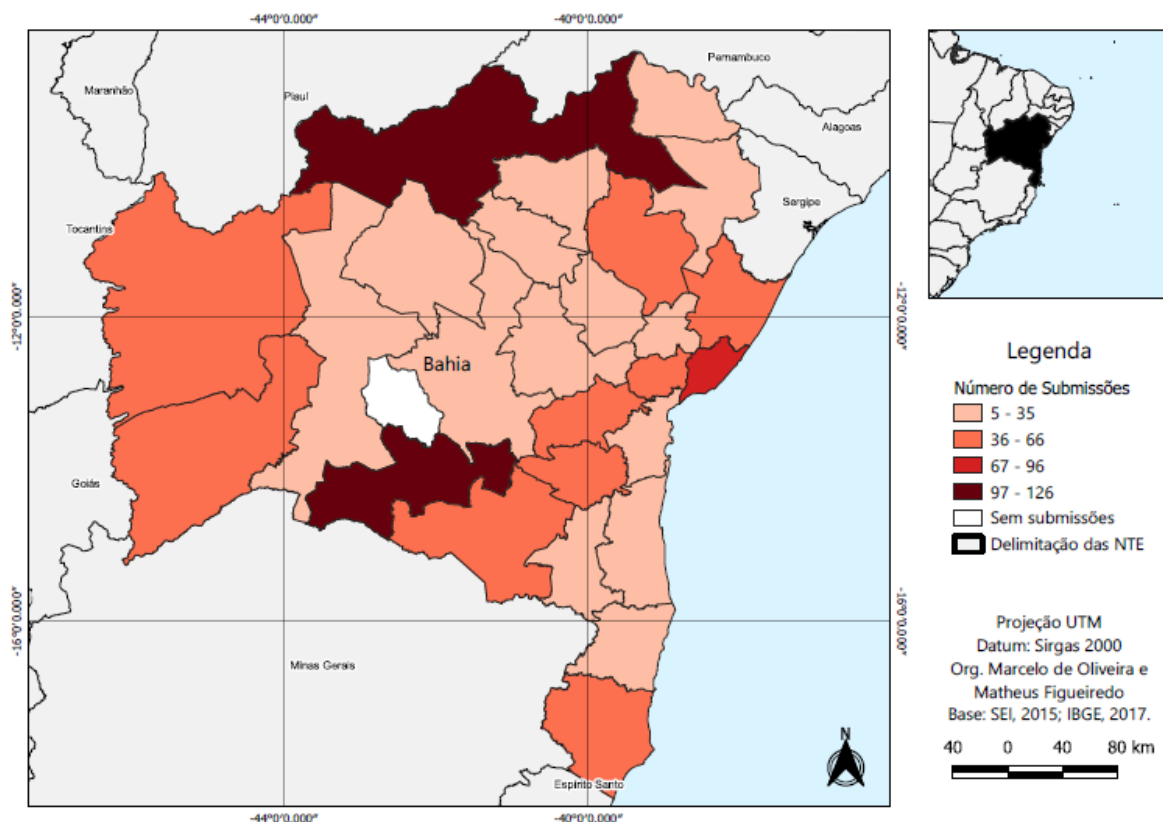 -44°0'0.000"
-40°0'0.000"
Pernambuco
Maranhão
Piauí
Alagoas
Sergipe
Tocantins
-12°0'0.000"
-12°0'0.000"
Bahia
Goiás
-16°0'0.000"
-16°0'0.000"
Minas Gerais
N
Espírito Santo
-44°0'0.000"
-40°0'0.000"
Legenda
Número de Submissões
5 - 35
36 - 66
67 - 96
97 - 126
Sem submissões
Delimitação das NTE
Projeção UTM
Datum: Sirgas 2000
Org. Marcelo de Oliveira e
Matheus Figueiredo
Base: SEI, 2015; IBGE, 2017.
40 0 40 80 km